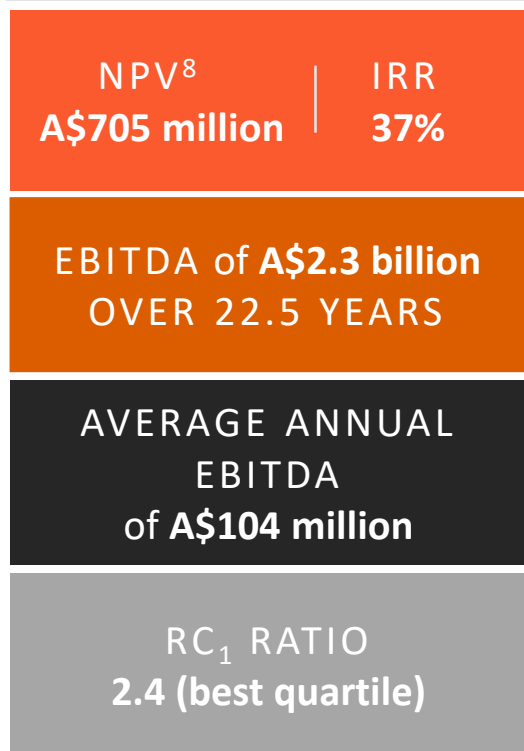 NPV⁸ | IRR
A$705 million | 37%
EBITDA of A$2.3 billion
OVER 22.5 YEARS
AVERAGE ANNUAL
EBITDA
of A$104 million
RC₁ RATIO
2.4 (best quartile)